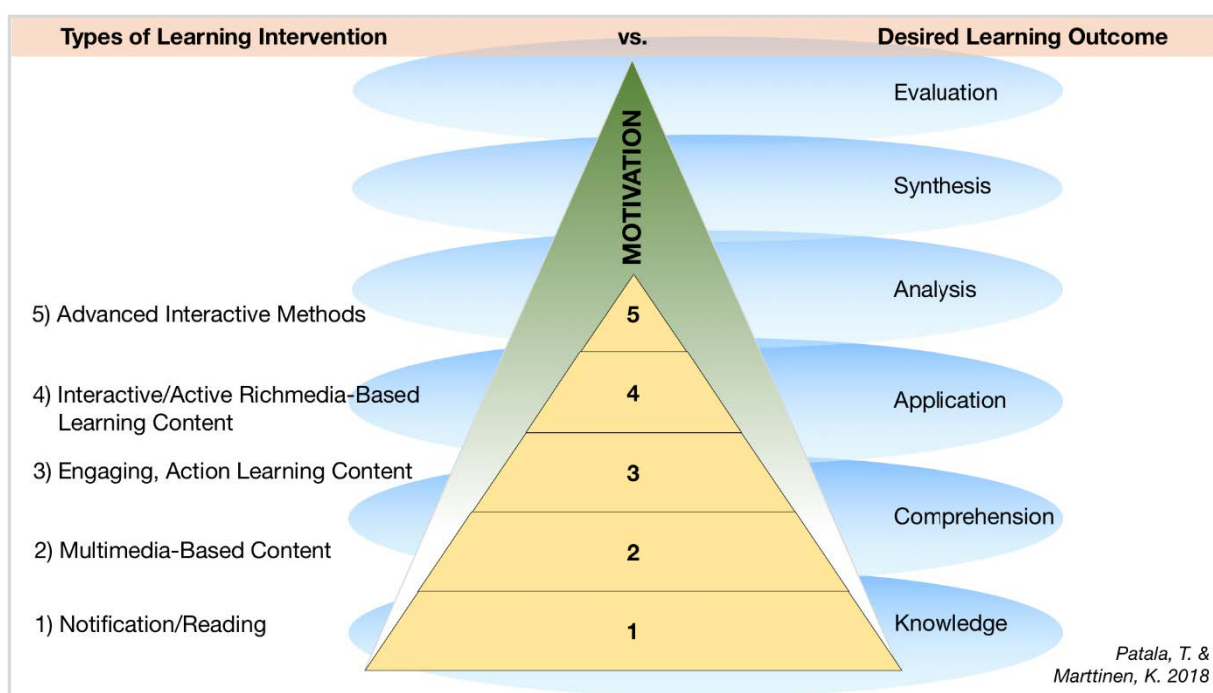 Types of Learning Intervention vs. Desired Learning Outcome
Evaluation
MOTIVATION
Synthesis
Analysis
5) Advanced Interactive Methods
5
4) Interactive/Active Richmedia-Based
Learning Content
4
Application
3) Engaging, Action Learning Content
3
Comprehension
2) Multimedia-Based Content
2
1) Notification/Reading
1
Knowledge
Patala, T. &
Marttinen, K. 2018